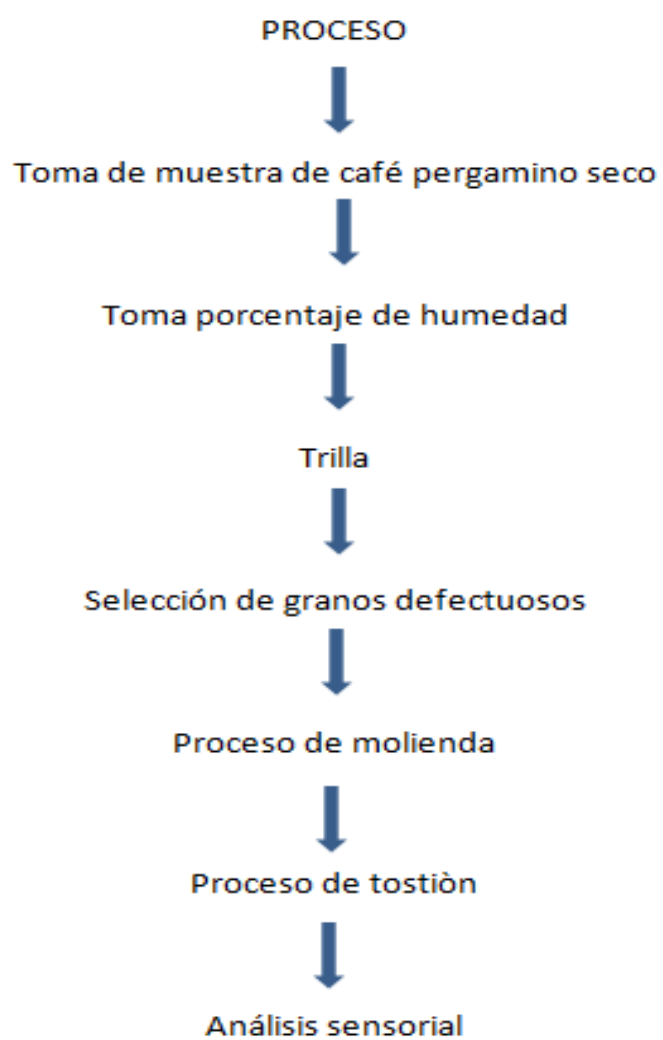 PROCESO
Toma de muestra de café pergamino seco
Toma porcentaje de humedad
Trilla
Selección de granos defectuosos
Proceso de molienda
Proceso de tostiòn
Análisis sensorial